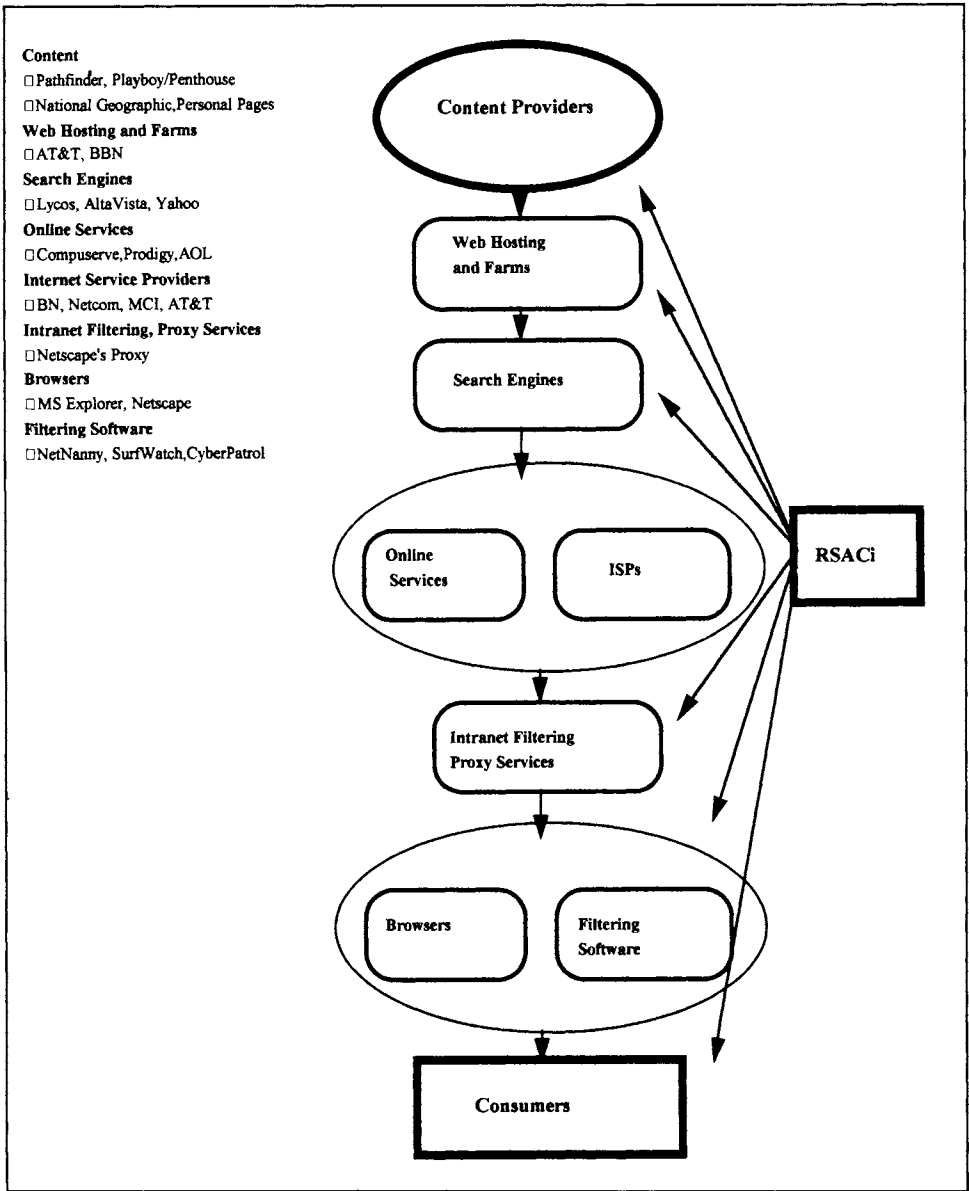 Content
□Pathfinder, Playboy/Penthouse
□National Geographic,Personal Pages
Web Hosting and Farms
□AT&T, BBN
Search Engines
□Lycos, AltaVista, Yahoo
Online Services
□Compuserve,Prodigy,AOL
Internet Service Providers
□BN, Netcom, MCI, AT&T
Intranet Filtering, Proxy Services
□Netscape's Proxy
Browsers
□MS Explorer, Netscape
Filtering Software
□NetNanny, SurfWatch,CyberPatrol
Content Providers
Web Hosting
and Farms
Search Engines
Online
Services
ISPs
RSACi
Intranet Filtering
Proxy Services
Browsers
Filtering
Software
Consumers